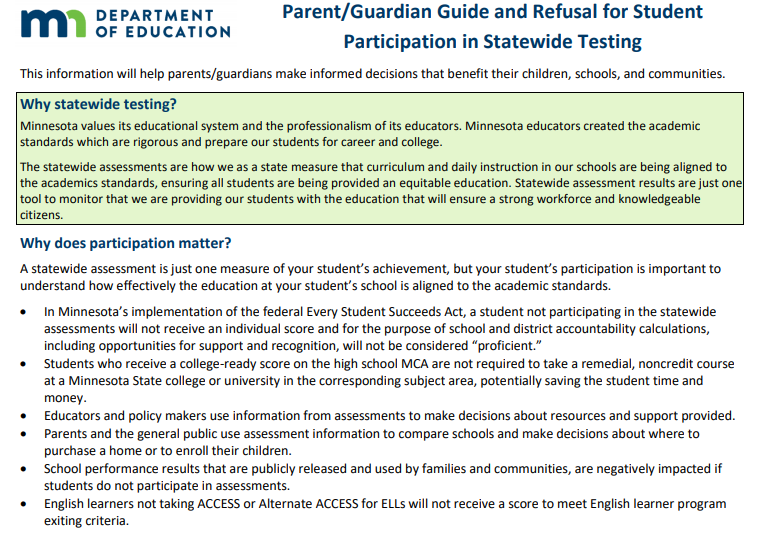 mn DEPARTMENT
OF EDUCATION
Parent/Guardian Guide and Refusal for Student
Participation in Statewide Testing
This information will help parents/guardians make informed decisions that benefit their children, schools, and communities.
Why statewide testing?
Minnesota values its educational system and the professionalism of its educators. Minnesota educators created the academic
standards which are rigorous and prepare our students for career and college.
The statewide assessments are how we as a state measure that curriculum and daily instruction in our schools are being aligned to
the academics standards, ensuring all students are being provided an equitable education. Statewide assessment results are just one
tool to monitor that we are providing our students with the education that will ensure a strong workforce and knowledgeable
citizens.
Why does participation matter?
A statewide assessment is just one measure of your student’s achievement, but your student’s participation is important to
understand how effectively the education at your student’s school is aligned to the academic standards.
• In Minnesota’s implementation of the federal Every Student Succeeds Act, a student not participating in the statewide
assessments will not receive an individual score and for the purpose of school and district accountability calculations,
including opportunities for support and recognition, will not be considered “proficient.”
• Students who receive a college-ready score on the high school MCA are not required to take a remedial, noncredit course
at a Minnesota State college or university in the corresponding subject area, potentially saving the student time and
money.
• Educators and policy makers use information from assessments to make decisions about resources and support provided.
• Parents and the general public use assessment information to compare schools and make decisions about where to
purchase a home or to enroll their children.
• School performance results that are publicly released and used by families and communities, are negatively impacted if
students do not participate in assessments.
• English learners not taking ACCESS or Alternate ACCESS for ELLs will not receive a score to meet English learner program
exiting criteria.